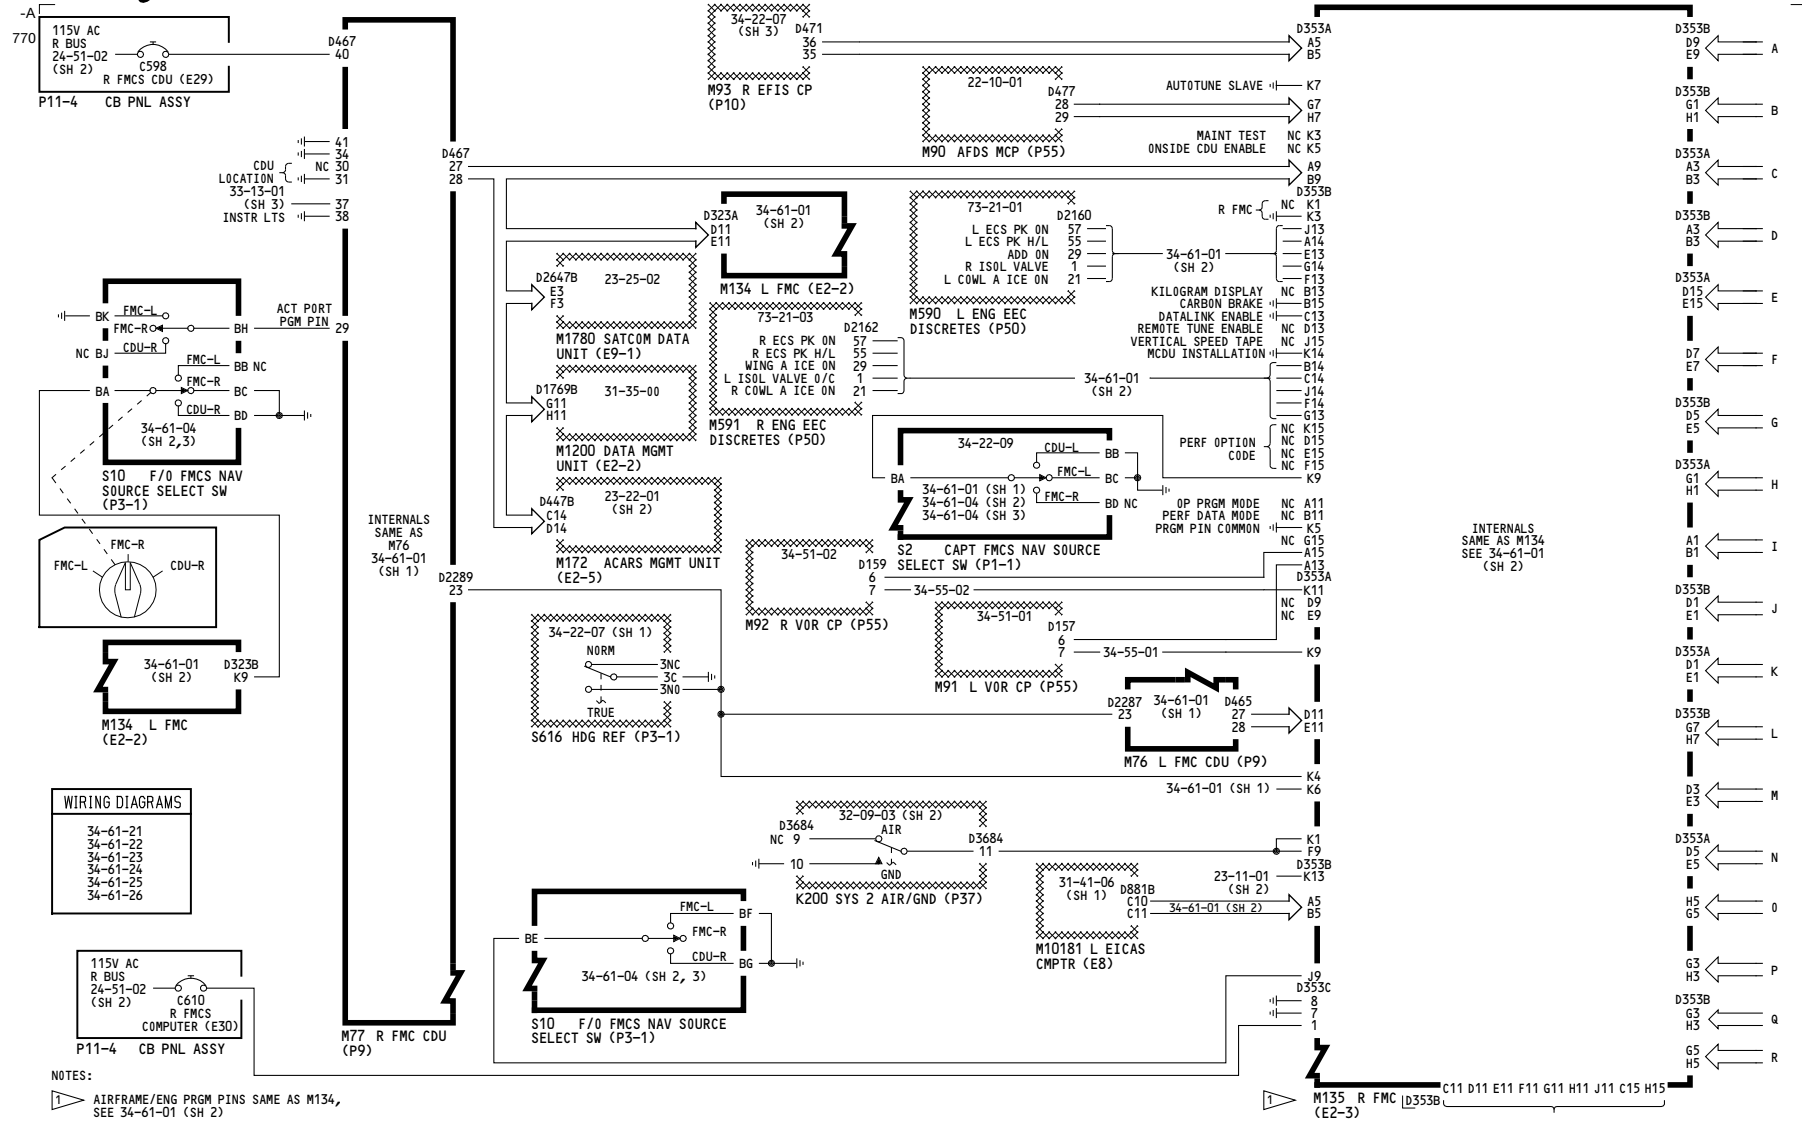 -A
770
115V AC
R BUS
24-51-02
(SH 2)
C598
R FMCS CDU (E29)
P11-4 CB PNL ASSY
D467
40
41
34
CDU
LOCATION
NC 30
31
33-13-01
(SH 3)
37
INSTR LTS
38
D467
27
28
BK
FMC-L
FMC-R
BH
CDU-R
NC BJ
ACT PORT
PGM PIN
29
FMC-L
BB NC
FMC-R
BA
BC
CDU-R
BD
34-61-04
(SH 2,3)
S10 F/O FMCS NAV
SOURCE SELECT SW
(P3-1)
FMC-R
FMC-L
CDU-R
34-61-01
(SH 2)
D323B
K9
M134 L FMC
(E2-2)
WIRING DIAGRAMS
34-61-21
34-61-22
34-61-23
34-61-24
34-61-25
34-61-26
115V AC
R BUS
24-51-02
(SH 2)
C610
R FMCS
COMPUTER (E30)
P11-4 CB PNL ASSY
NOTES:
1 AIRFRAME/ENG PRGM PINS SAME AS M134,
SEE 34-61-01 (SH 2)
INTERNALS
SAME AS
M76
34-61-01
(SH 1)
D2289
23
M77 R FMC CDU
(P9)
34-22-07
(SH 3)
D471
36
35
M93 R EFIS CP
(P10)
22-10-01
D477
28
29
M90 AFDS MCP (P55)
D323A
D11
E11
34-61-01
(SH 2)
M134 L FMC (E2-2)
D2647B
E3
F3
23-25-02
M1780 SATCOM DATA
UNIT (E9-1)
D1769B
G11
H11
31-35-00
M1200 DATA MGMT
UNIT (E2-2)
D447B
C14
D14
23-22-01
(SH 2)
M172 ACARS MGMT UNIT
(E2-5)
73-21-01
D2160
L ECS PK ON 57
L ECS PK H/L 55
ADD ON 29
R ISOL VALVE 1
L COWL A ICE ON 21
M590 L ENG EEC
DISCRETES (P50)
34-61-01
(SH 2)
73-21-03
D2162
R ECS PK ON 57
R ECS PK H/L 55
WING A ICE ON 29
L ISOL VALVE O/C 1
R COWL A ICE ON 21
M591 R ENG EEC
DISCRETES (P50)
34-61-01
(SH 2)
34-22-09
CDU-L
BB
BA
FMC-L
BC
FMC-R
BD NC
34-61-01 (SH 1)
34-61-04 (SH 2)
34-61-04 (SH 3)
S2 CAPT FMCS NAV SOURCE
SELECT SW (P1-1)
34-51-02
D159
6
7
34-55-02
M92 R VOR CP (P55)
34-51-01
D157
6
7
34-55-01
M91 L VOR CP (P55)
34-22-07 (SH 1)
NORM
3NC
3C
3NO
TRUE
S616 HDG REF (P3-1)
D2287
23
34-61-01
(SH 1)
D465
27
28
M76 L FMC CDU (P9)
34-61-01 (SH 1)
32-09-03 (SH 2)
D3684
NC 9
AIR
D3684
11
10
GND
K200 SYS 2 AIR/GND (P37)
31-41-06
(SH 1)
D881B
C10
C11
34-61-01 (SH 2)
M10181 L EICAS
CMPTR (E8)
23-11-01
(SH 2)
FMC-L
BF
BE
FMC-R
CDU-R
BG
34-61-04 (SH 2, 3)
S10 F/O FMCS NAV SOURCE
SELECT SW (P3-1)
D353A
A5
B5
AUTOTUNE SLAVE K7
G7
H7
MAINT TEST NC K3
ONSIDE CDU ENABLE NC K5
A9
B9
D353B
R FMC
NC K1
K3
J13
A14
E13
G14
F13
KILOGRAM DISPLAY NC B13
CARBON BRAKE B15
DATALINK ENABLE C13
REMOTE TUNE ENABLE NC D13
VERTICAL SPEED TAPE NC J15
MCDU INSTALLATION K14
B14
C14
J14
F14
G13
PERF OPTION
CODE
NC K15
NC D15
NC E15
NC F15
K9
OP PRGM MODE NC A11
PERF DATA MODE NC B11
PRGM PIN COMMON K5
NC G15
A15
A13
D353A
K11
NC D9
NC E9
K9
D11
E11
K4
K6
K1
F9
D353B
K13
A5
B5
J9
D353C
8
7
1
INTERNALS
SAME AS M134
SEE 34-61-01
(SH 2)
1 M135 R FMC
(E2-3)
D353B C11 D11 E11 F11 G11 H11 J11 C15 H15
D353B
D9
E9
A
D353B
G1
H1
B
D353A
A3
B3
C
D353B
A3
B3
D
D353A
D15
E15
E
D7
E7
F
D353B
D5
E5
G
D353A
G1
H1
H
A1
B1
I
D353B
D1
E1
J
D353A
D1
E1
K
D353B
G7
H7
L
D3
E3
M
D353A
D5
E5
N
H5
G5
O
G3
H3
P
D353B
G3
H3
Q
G5
H5
R